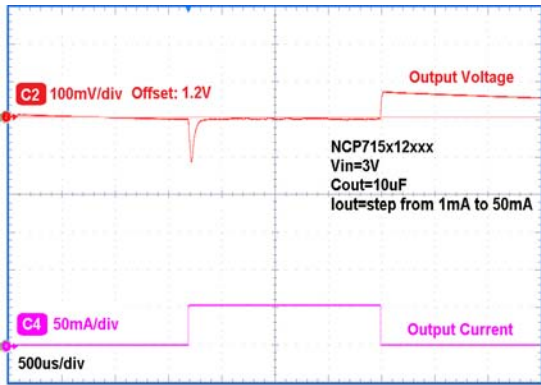 Output Voltage
C2 100mV/div Offset: 1.2V
NCP715x12xxx
Vin=3V
Cout=10uF
Iout=step from 1mA to 50mA
C4 50mA/div
Output Current
500us/div